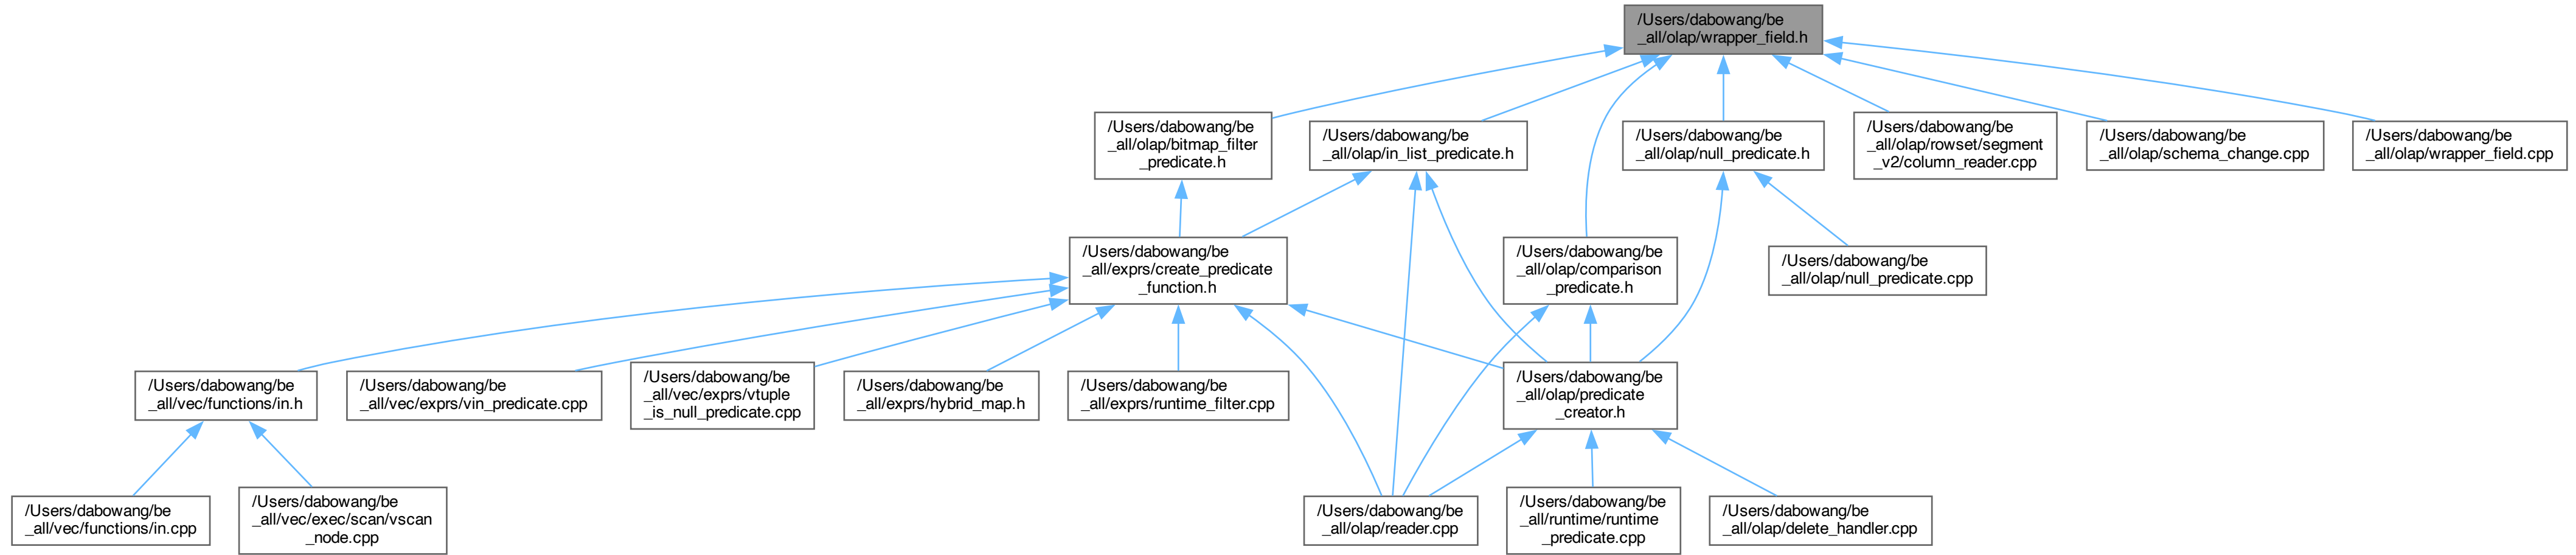 /Users/dabowang/be
_all/olap/wrapper_field.h
/Users/dabowang/be
_all/olap/bitmap_filter
_predicate.h
/Users/dabowang/be
_all/olap/in_list_predicate.h
/Users/dabowang/be
_all/olap/null_predicate.h
/Users/dabowang/be
_all/olap/rowset/segment
_v2/column_reader.cpp
/Users/dabowang/be
_all/olap/schema_change.cpp
/Users/dabowang/be
_all/olap/wrapper_field.cpp
/Users/dabowang/be
_all/exprs/create_predicate
_function.h
/Users/dabowang/be
_all/olap/comparison
_predicate.h
/Users/dabowang/be
_all/olap/null_predicate.cpp
/Users/dabowang/be
_all/vec/functions/in.h
/Users/dabowang/be
_all/vec/exprs/vin_predicate.cpp
/Users/dabowang/be
_all/vec/exprs/vtuple
_is_null_predicate.cpp
/Users/dabowang/be
_all/exprs/hybrid_map.h
/Users/dabowang/be
_all/exprs/runtime_filter.cpp
/Users/dabowang/be
_all/olap/predicate
_creator.h
/Users/dabowang/be
_all/vec/functions/in.cpp
/Users/dabowang/be
_all/vec/exec/scan/vscan
_node.cpp
/Users/dabowang/be
_all/olap/reader.cpp
/Users/dabowang/be
_all/runtime/runtime
_predicate.cpp
/Users/dabowang/be
_all/olap/delete_handler.cpp